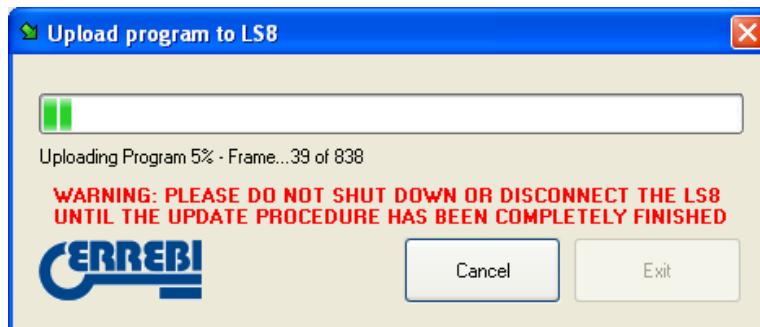 Upload program to LS8
Uploading Program 5% - Frame...39 of 838
WARNING: PLEASE DO NOT SHUT DOWN OR DISCONNECT THE LS8
UNTIL THE UPDATE PROCEDURE HAS BEEN COMPLETELY FINISHED
ERREBI
Cancel
Exit